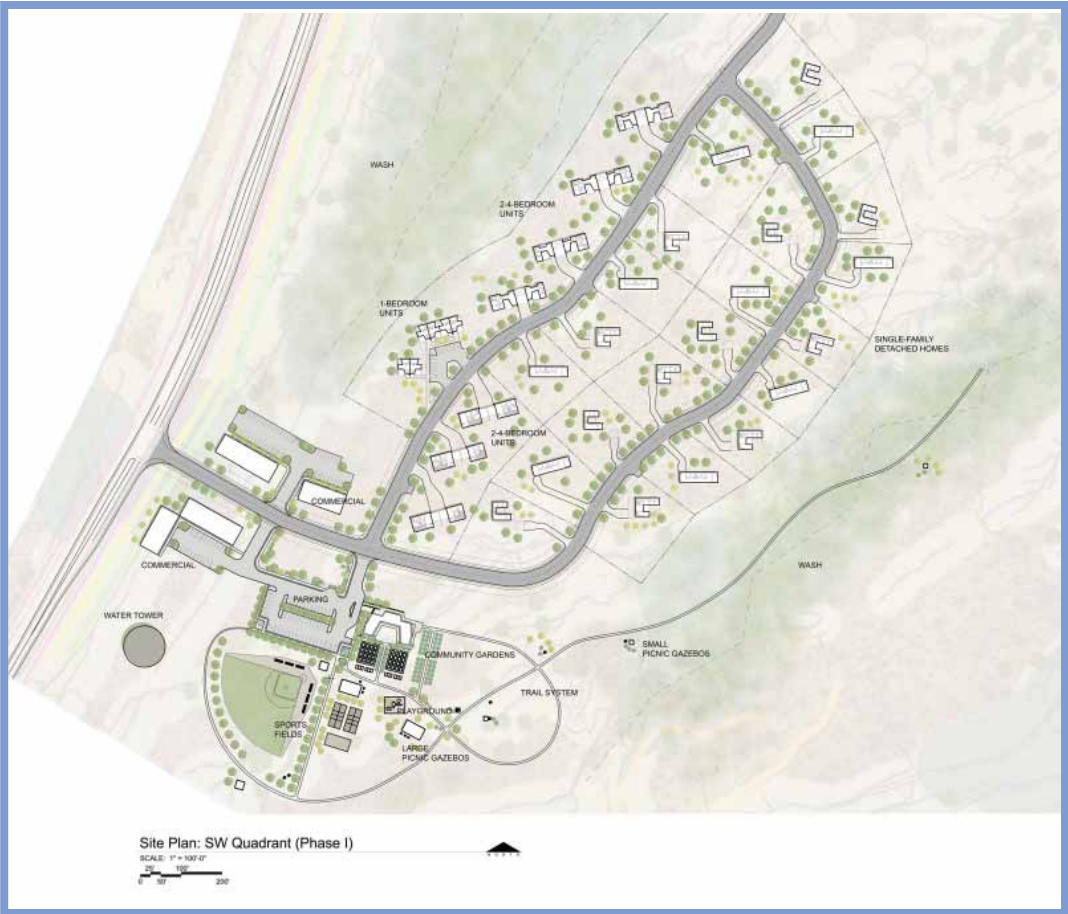 WASH
2-4-BEDROOM
UNITS
1-BEDROOM
UNITS
SINGLE-FAMILY
DETACHED HOMES
2-4-BEDROOM
UNITS
COMMERCIAL
COMMERCIAL
WASH
PARKING
WATER TOWER
COMMUNITY GARDENS
SMALL
PICNIC GAZEBOS
TRAIL SYSTEM
PLAYGROUND
SPORTS
FIELDS
LARGE
PICNIC GAZEBOS
Site Plan: SW Quadrant (Phase I)
SCALE: 1" = 100'-0"
NORTH
25' 100'
0' 50' 200'